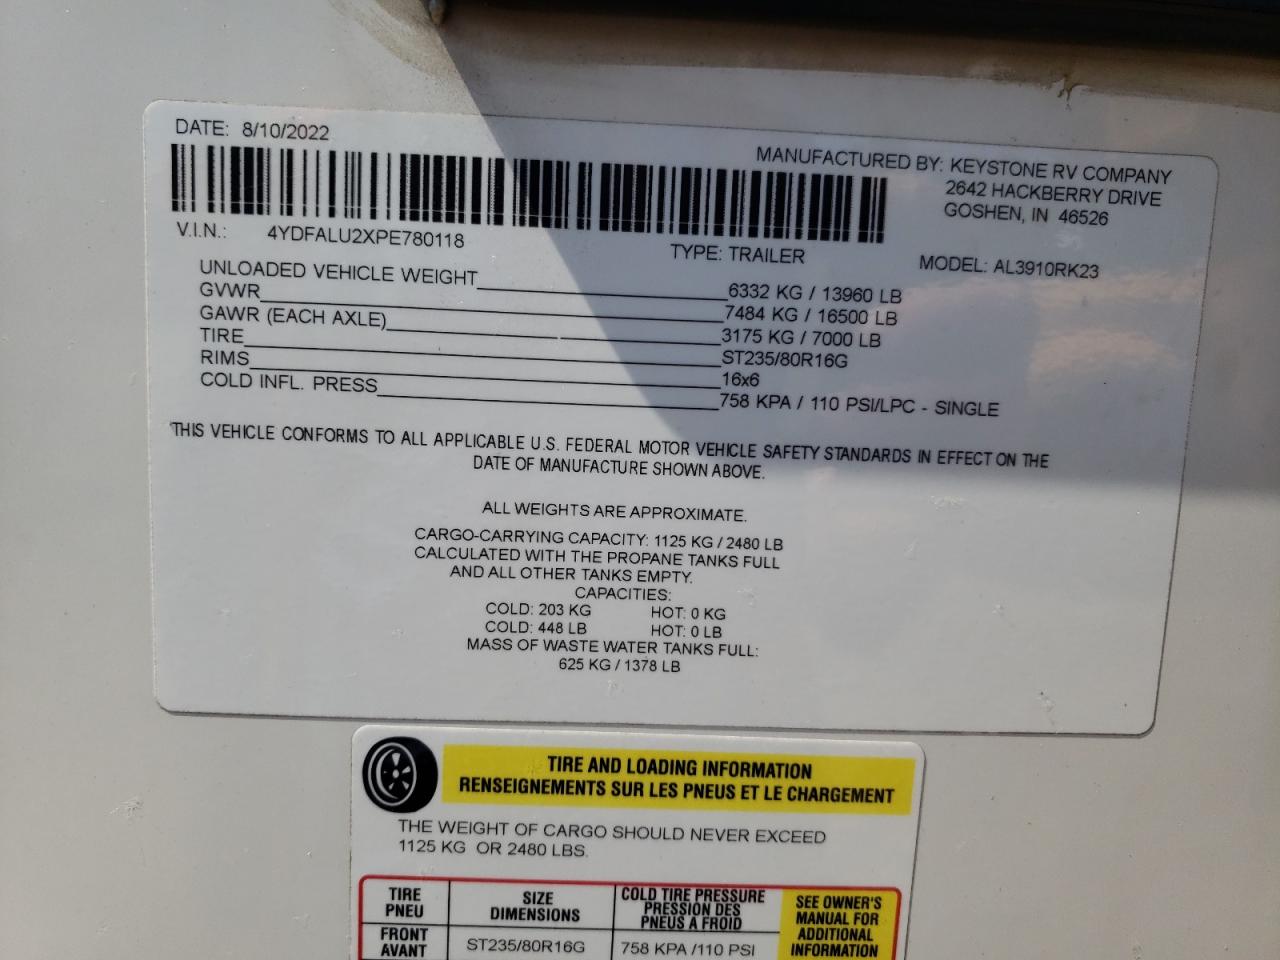 DATE: 8/10/2022
MANUFACTURED BY: KEYSTONE RV COMPANY
2642 HACKBERRY DRIVE
GOSHEN, IN 46526
V.I.N.: 4YDFALU2XPE780118
TYPE: TRAILER
MODEL: AL3910RK23
UNLOADED VEHICLE WEIGHT 6332 KG / 13960 LB
GVWR 7484 KG / 16500 LB
GAWR (EACH AXLE) 3175 KG / 7000 LB
TIRE ST235/80R16G
RIMS 16x6
COLD INFL. PRESS 758 KPA / 110 PSI/LPC - SINGLE
THIS VEHICLE CONFORMS TO ALL APPLICABLE U.S. FEDERAL MOTOR VEHICLE SAFETY STANDARDS IN EFFECT ON THE
DATE OF MANUFACTURE SHOWN ABOVE.
ALL WEIGHTS ARE APPROXIMATE.
CARGO-CARRYING CAPACITY: 1125 KG / 2480 LB
CALCULATED WITH THE PROPANE TANKS FULL
AND ALL OTHER TANKS EMPTY.
CAPACITIES:
COLD: 203 KG HOT: 0 KG
COLD: 448 LB HOT: 0 LB
MASS OF WASTE WATER TANKS FULL:
625 KG / 1378 LB
TIRE AND LOADING INFORMATION
RENSEIGNEMENTS SUR LES PNEUS ET LE CHARGEMENT
THE WEIGHT OF CARGO SHOULD NEVER EXCEED
1125 KG OR 2480 LBS.
TIRE
PNEU
SIZE
DIMENSIONS
COLD TIRE PRESSURE
PRESSION DES
PNEUS A FROID
SEE OWNER'S
MANUAL FOR
ADDITIONAL
INFORMATION
FRONT
AVANT
ST235/80R16G
758 KPA /110 PSI